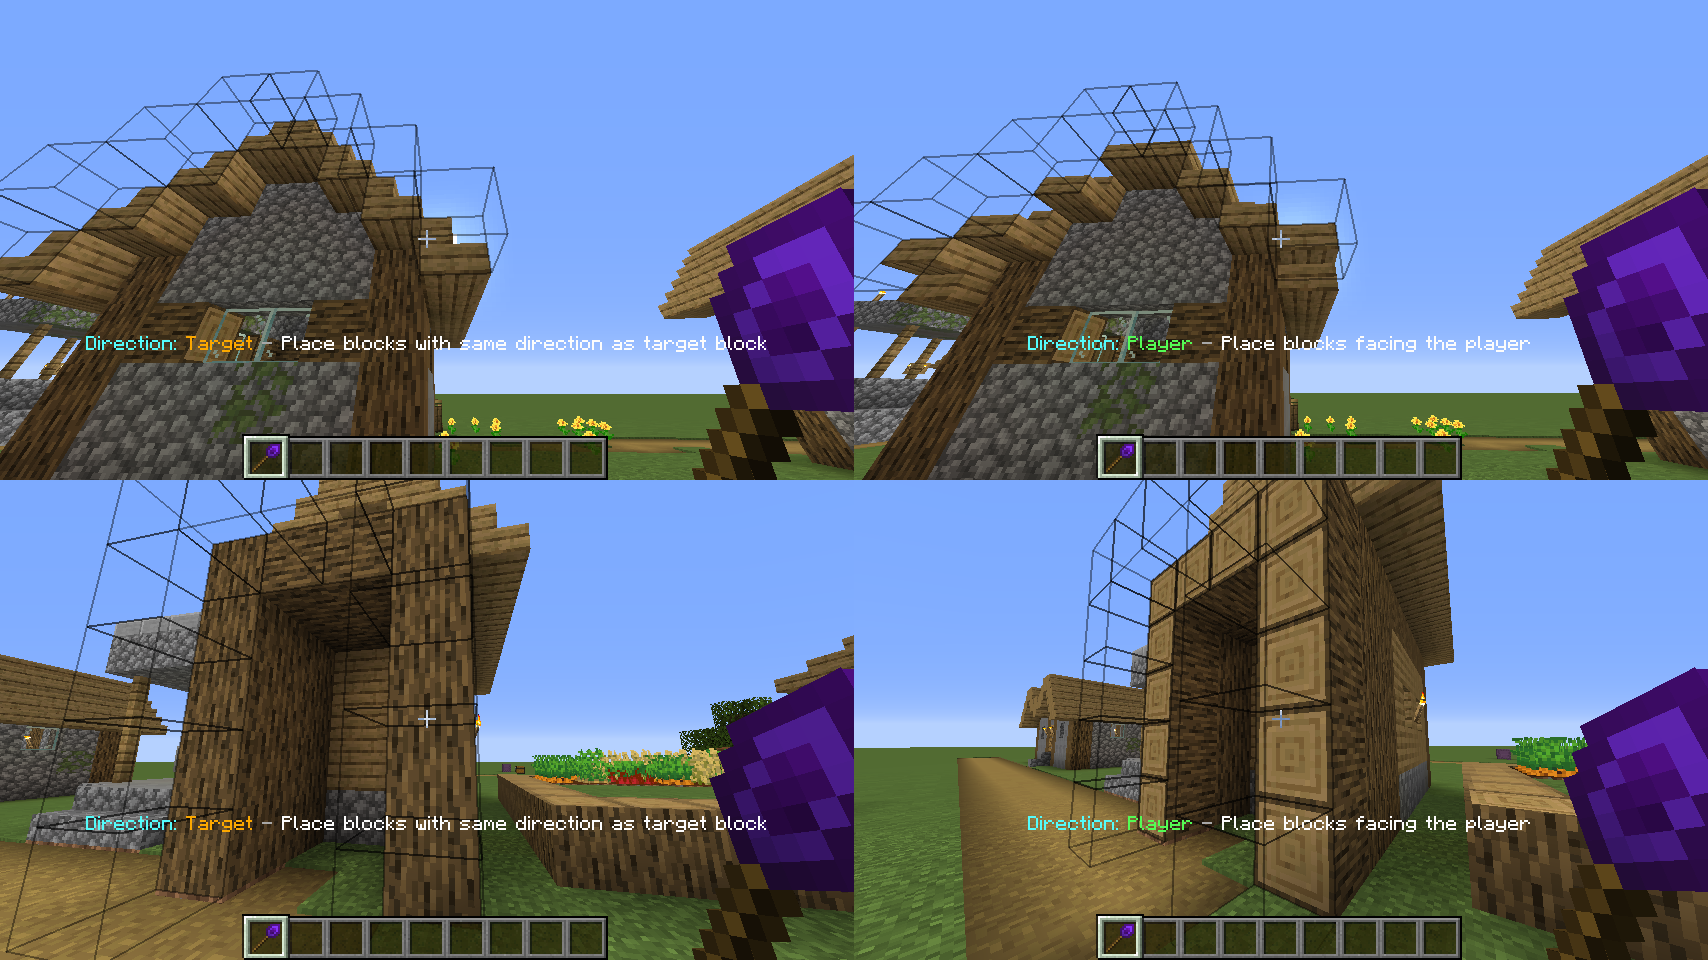 Direction: Target – Place blocks with same direction as target block
Direction: Player – Place blocks facing the player
Direction: Target – Place blocks with same direction as target block
Direction: Player – Place blocks facing the player